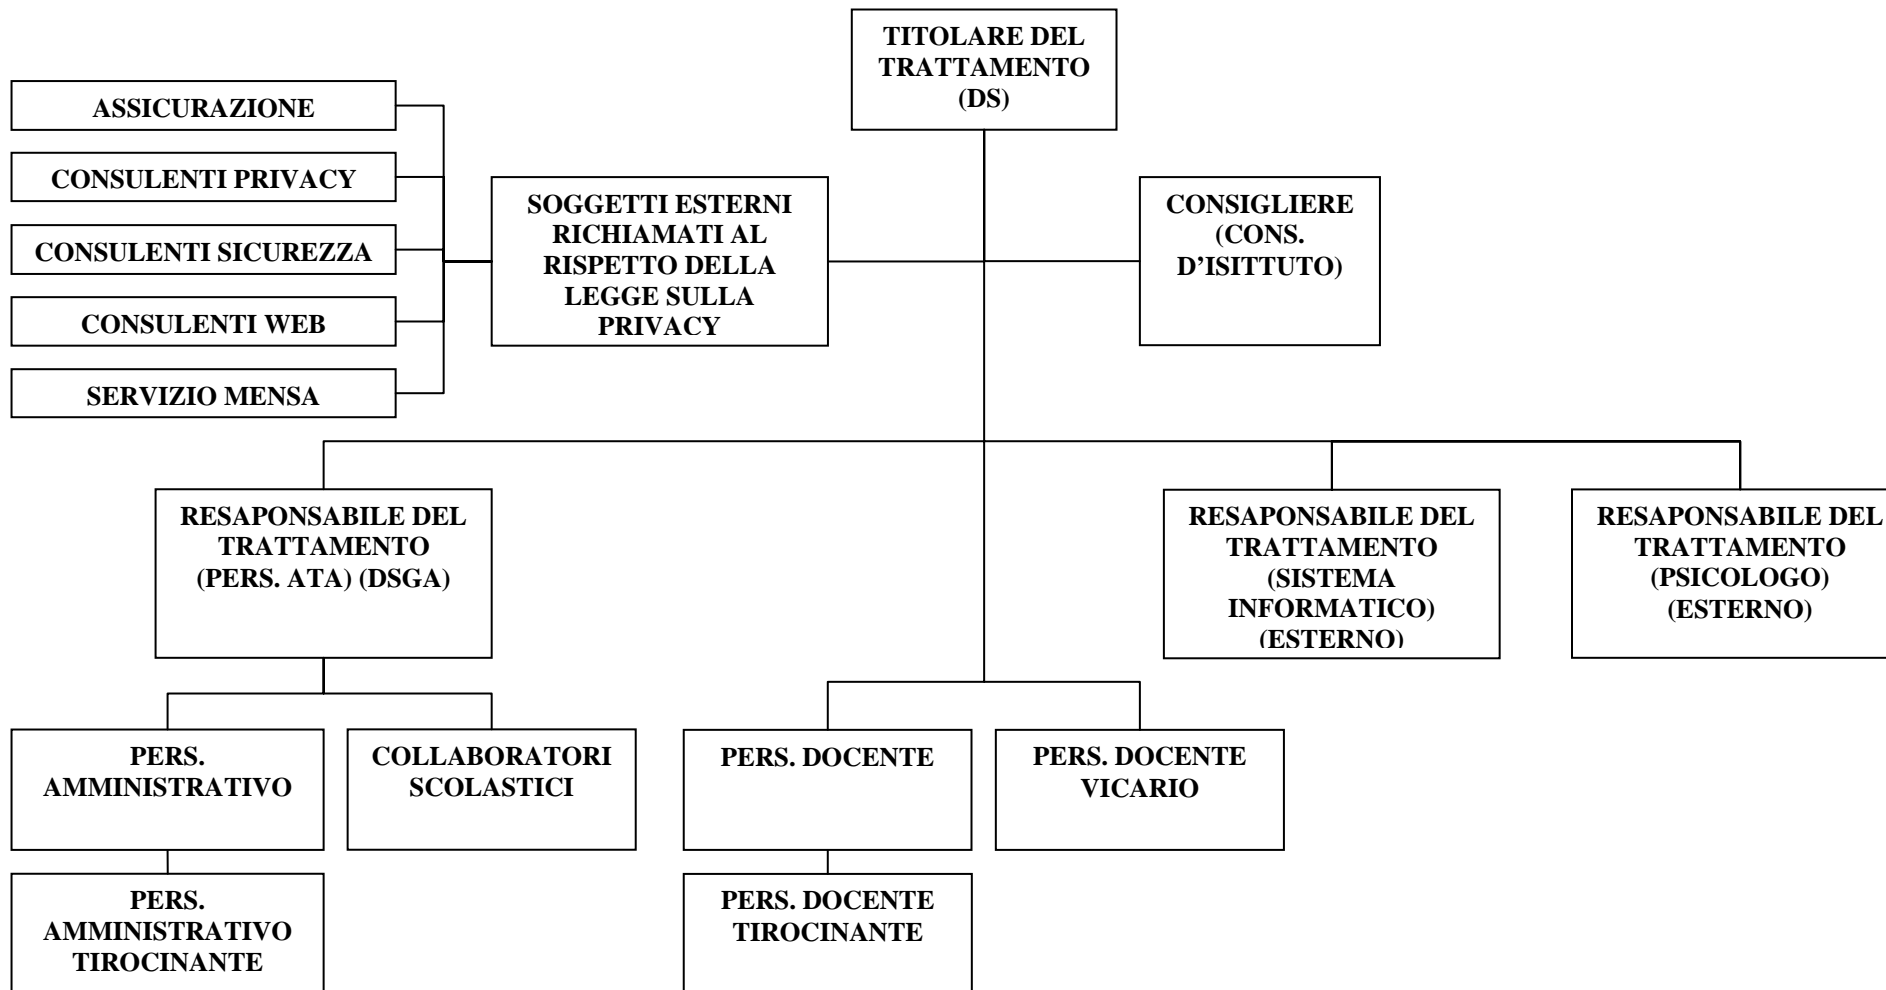 TITOLARE DEL
TRATTAMENTO
(DS)
ASSICURAZIONE
CONSULENTI PRIVACY
CONSULENTI SICUREZZA
CONSULENTI WEB
SERVIZIO MENSA
SOGGETTI ESTERNI
RICHIAMATI AL
RISPETTO DELLA
LEGGE SULLA
PRIVACY
CONSIGLIERE
(CONS.
D’ISITTUTO)
RESAPONSABILE DEL
TRATTAMENTO
(PERS. ATA) (DSGA)
RESAPONSABILE DEL
TRATTAMENTO
(SISTEMA
INFORMATICO)
(ESTERNO)
RESAPONSABILE DEL
TRATTAMENTO
(PSICOLOGO)
(ESTERNO)
PERS.
AMMINISTRATIVO
COLLABORATORI
SCOLASTICI
PERS. DOCENTE
PERS. DOCENTE
VICARIO
PERS.
AMMINISTRATIVO
TIROCINANTE
PERS. DOCENTE
TIROCINANTE